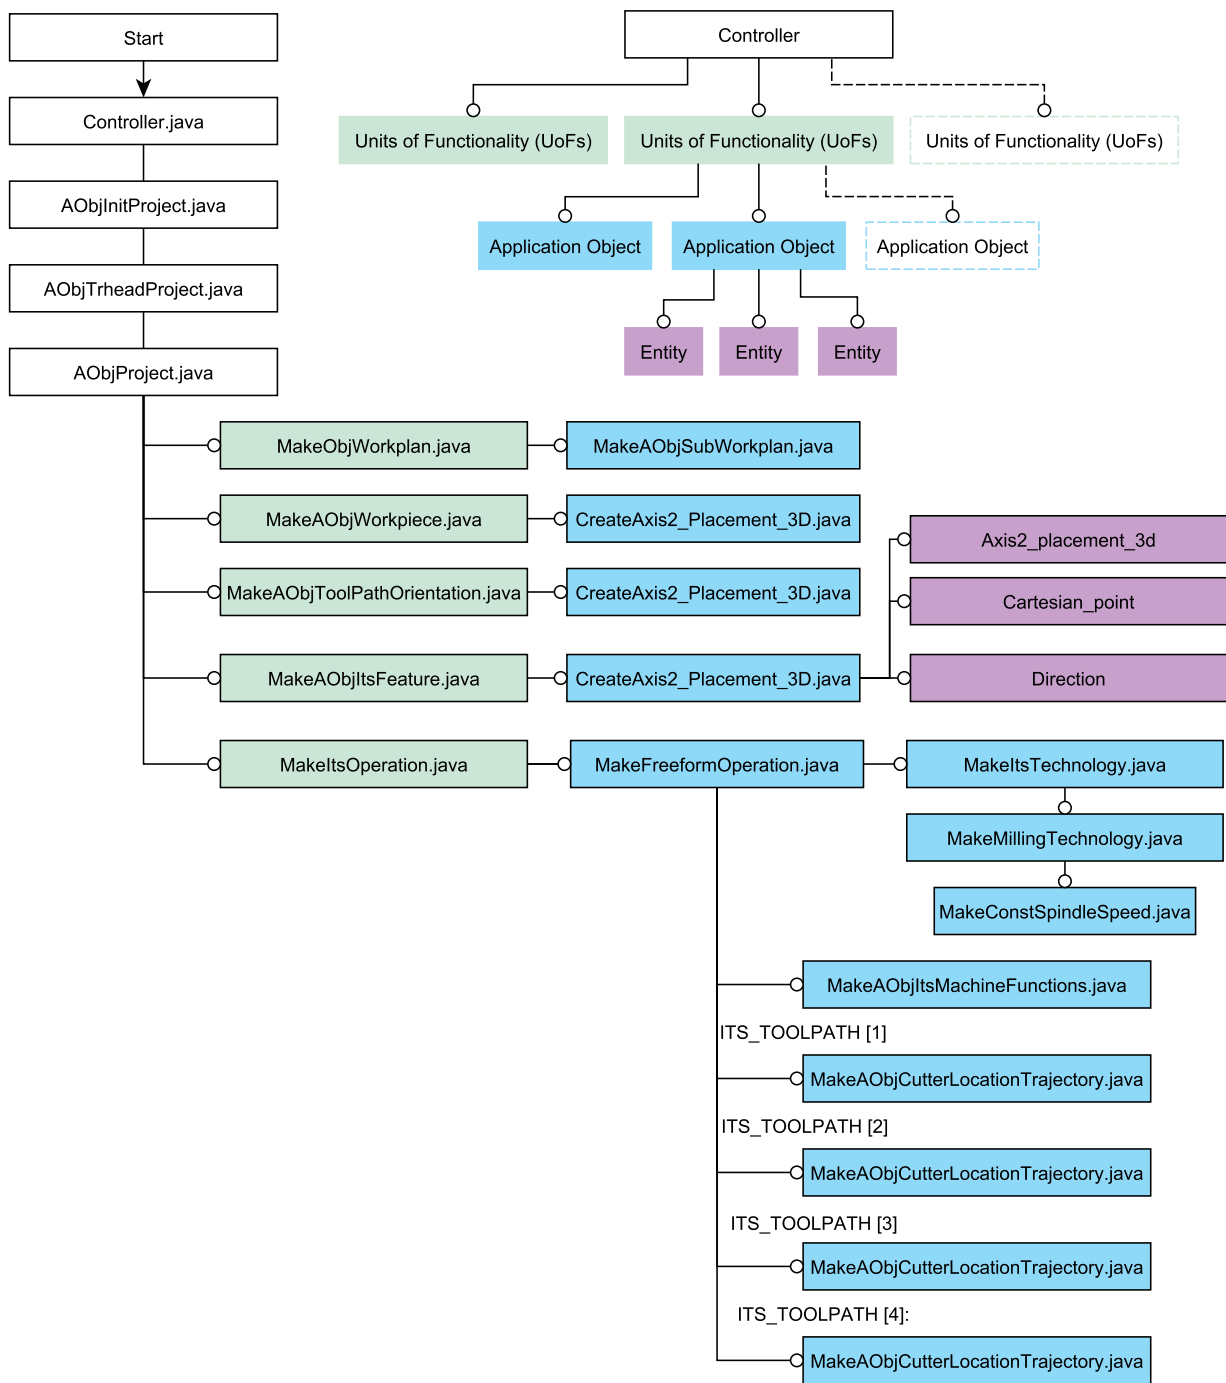 Start
Controller
Controller.java
Units of Functionality (UoFs)
Units of Functionality (UoFs)
Units of Functionality (UoFs)
AObjInitProject.java
Application Object
Application Object
Application Object
AObjTrheadProject.java
Entity
Entity
Entity
AObjProject.java
MakeObjWorkplan.java
MakeAObjSubWorkplan.java
MakeAObjWorkpiece.java
CreateAxis2_Placement_3D.java
Axis2_placement_3d
MakeAObjToolPathOrientation.java
CreateAxis2_Placement_3D.java
Cartesian_point
MakeAObjItsFeature.java
CreateAxis2_Placement_3D.java
Direction
MakeItsOperation.java
MakeFreeformOperation.java
MakeItsTechnology.java
MakeMillingTechnology.java
MakeConstSpindleSpeed.java
MakeAObjItsMachineFunctions.java
ITS_TOOLPATH [1]
MakeAObjCutterLocationTrajectory.java
ITS_TOOLPATH [2]
MakeAObjCutterLocationTrajectory.java
ITS_TOOLPATH [3]
MakeAObjCutterLocationTrajectory.java
ITS_TOOLPATH [4]:
MakeAObjCutterLocationTrajectory.java